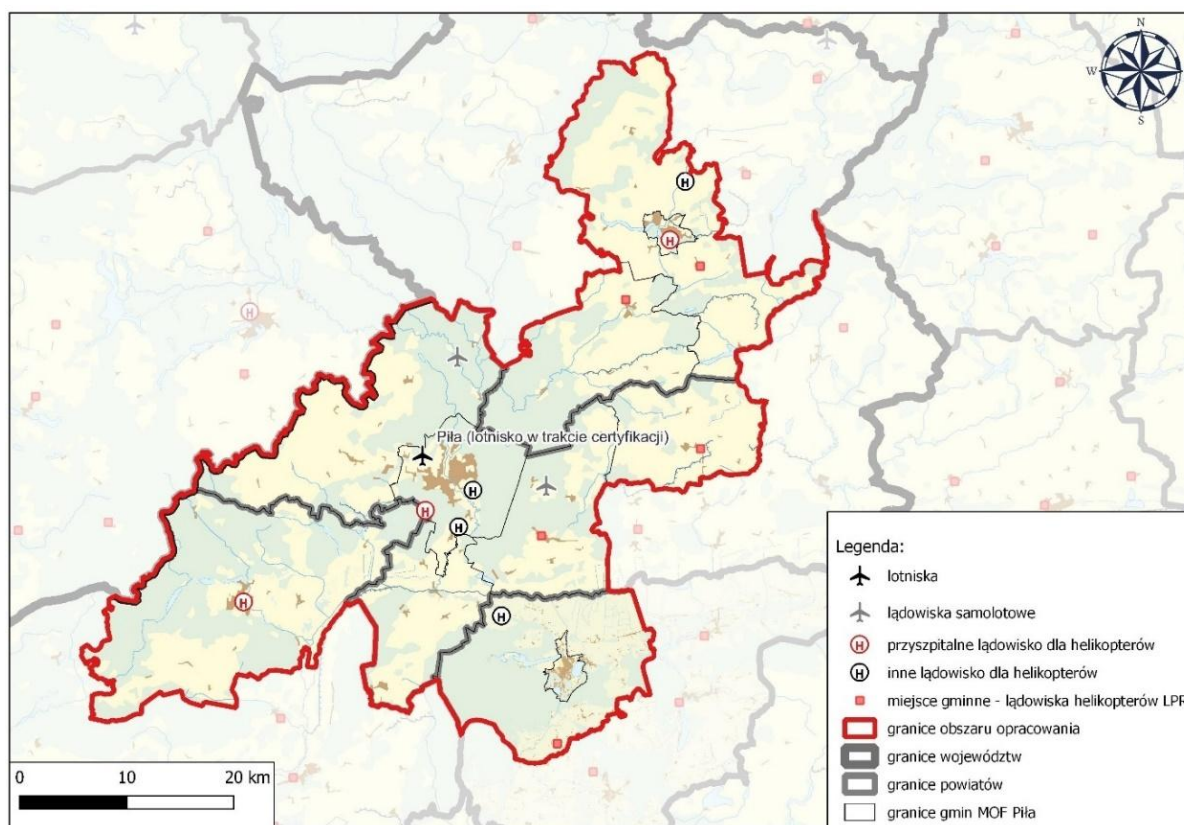 N
W
E
S
H
H
H
Piła (lotnisko w trakcie certyfikacji)
H
H
H
H
H
Legenda:
lotniska
lądowiska samolotowe
H przyszpitalne lądowisko dla helikopterów
H inne lądowisko dla helikopterów
miejsce gminne - lądowiska helikopterów LPR
granice obszaru opracowania
granice województw
granice powiatów
granice gmin MOF Piła
0 10 20 km